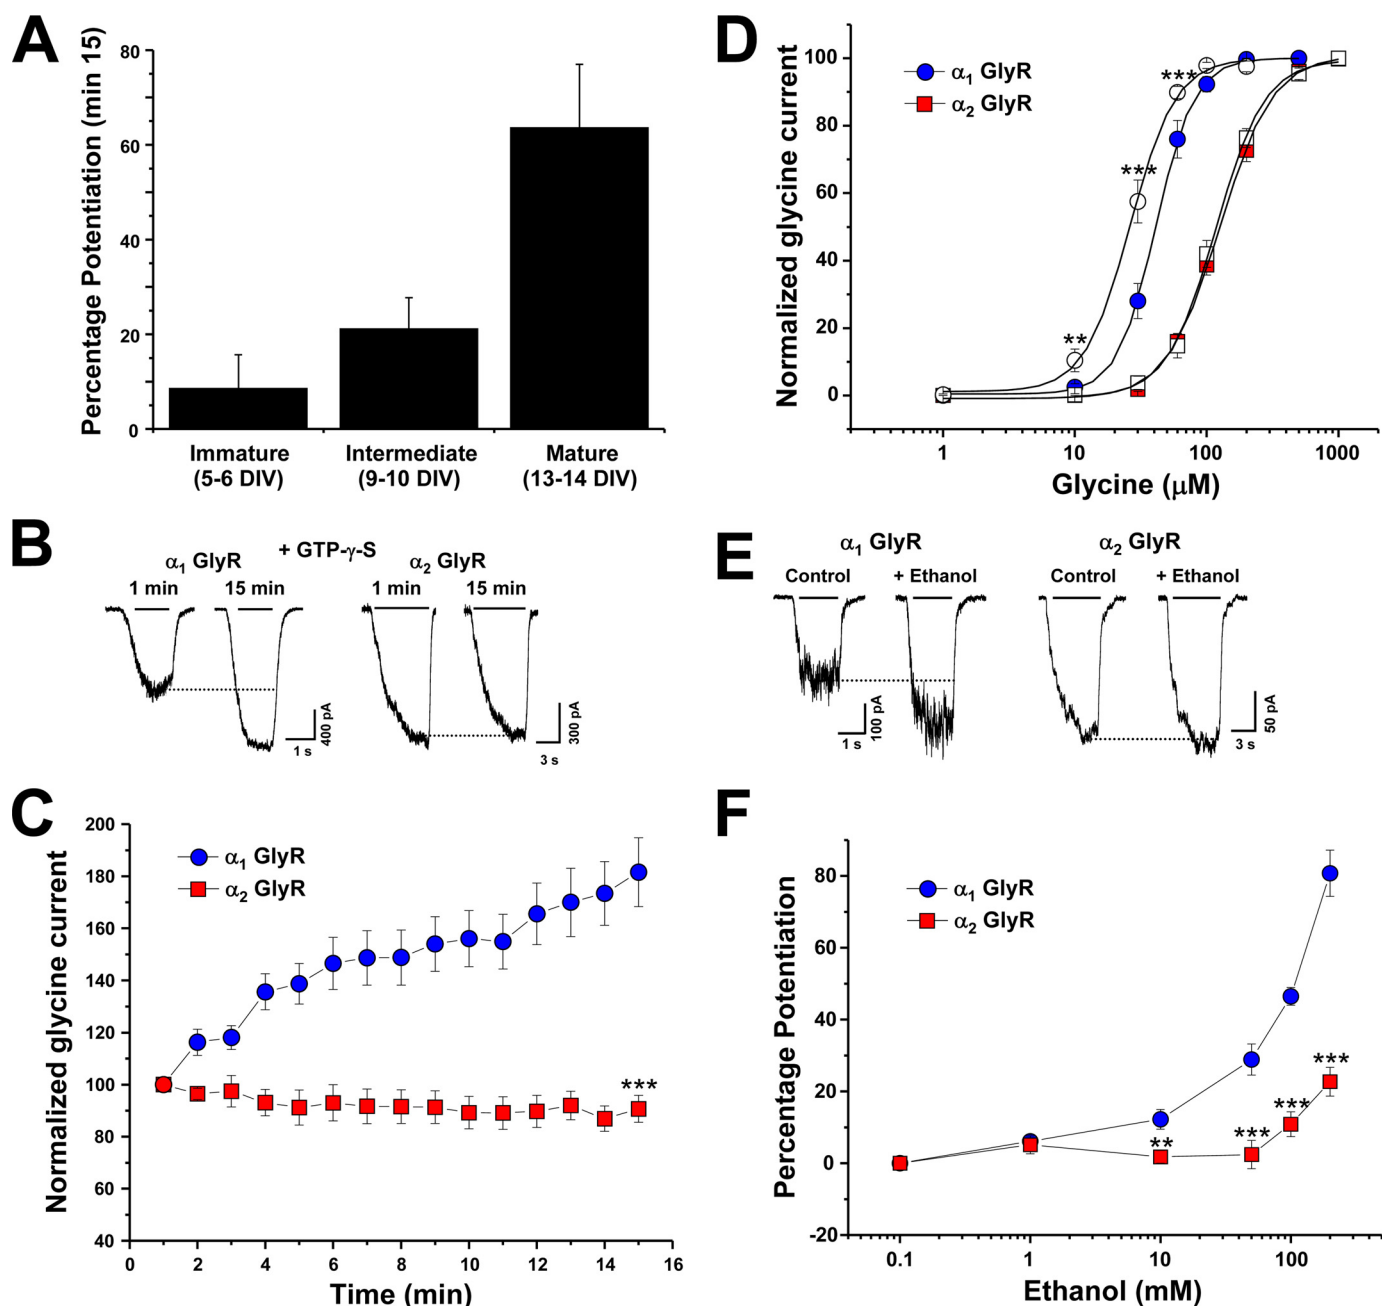 A
Percentage Potentiation (min 15)
80
60
40
20
0
Immature
(5-6 DIV)
Intermediate
(9-10 DIV)
Mature
(13-14 DIV)
B
+ GTP-γ-S
α1 GlyR
α2 GlyR
1 min
15 min
1 min
15 min
400 pA
1 s
300 pA
3 s
C
Normalized glycine current
200
180
160
140
120
100
80
60
40
α1 GlyR
α2 GlyR
***
0
2
4
6
8
10
12
14
16
Time (min)
D
Normalized glycine current
100
80
60
40
20
0
α1 GlyR
α2 GlyR
***
***
**
1
10
100
1000
Glycine (μM)
E
α1 GlyR
α2 GlyR
Control
+ Ethanol
Control
+ Ethanol
100 pA
1 s
50 pA
3 s
F
Percentage Potentiation
80
60
40
20
0
-20
α1 GlyR
α2 GlyR
**
***
***
***
0.1
1
10
100
Ethanol (mM)